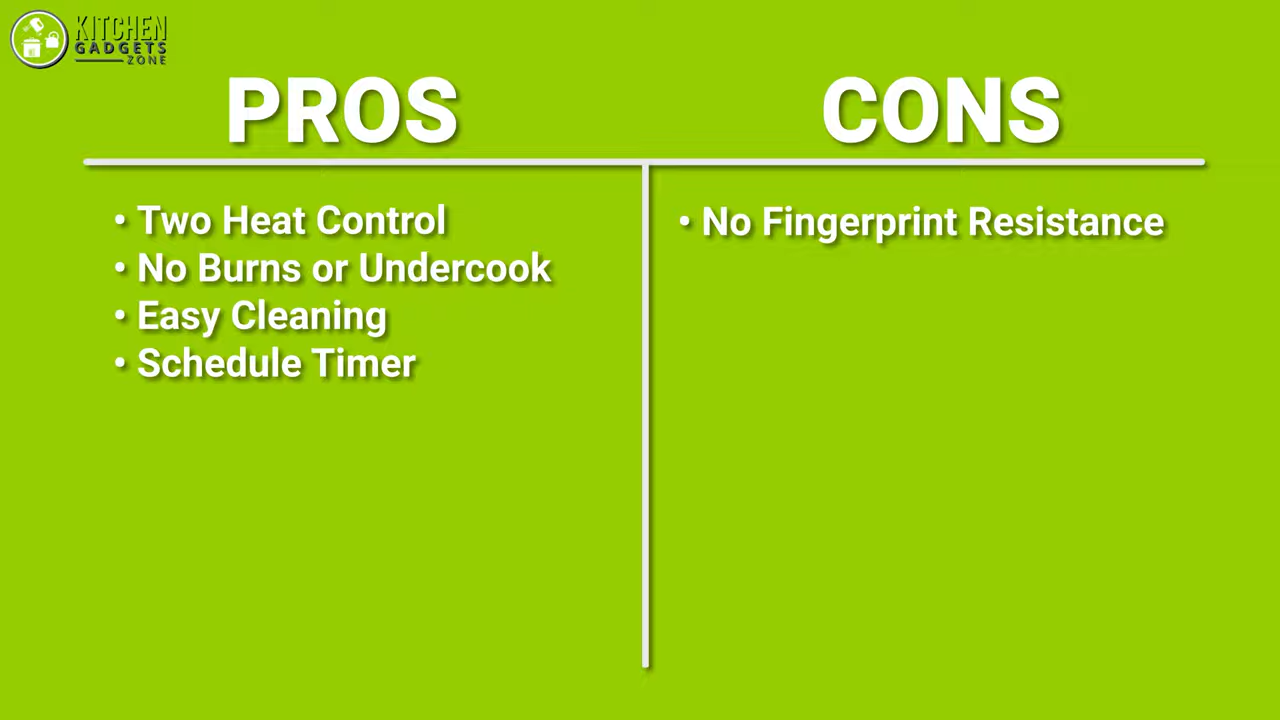 KITCHEN
GADGETS
ZONE
PROS
CONS
• Two Heat Control
• No Burns or Undercook
• Easy Cleaning
• Schedule Timer
• No Fingerprint Resistance